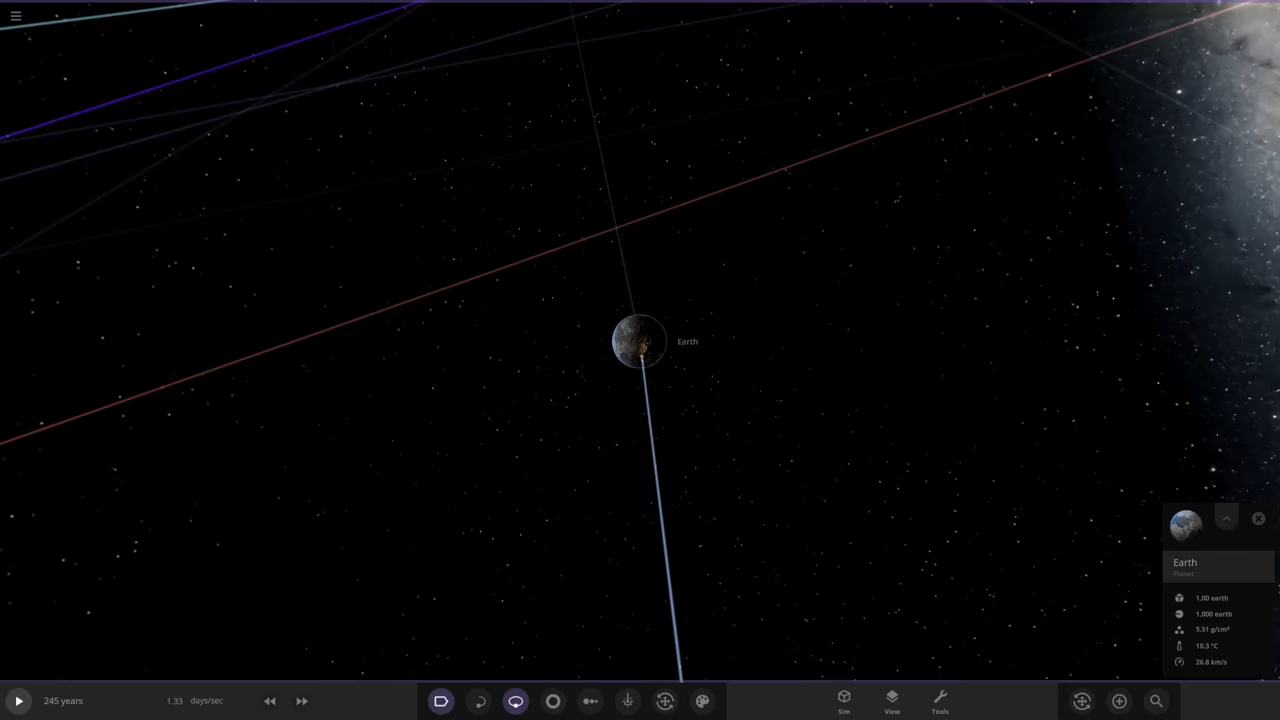 Earth
Earth
Planet
1.00 earth
1.000 earth
5.51 g/cm³
10.3 °C
26.8 km/s
245 years
1.33 days/sec
Sim
View
Tools